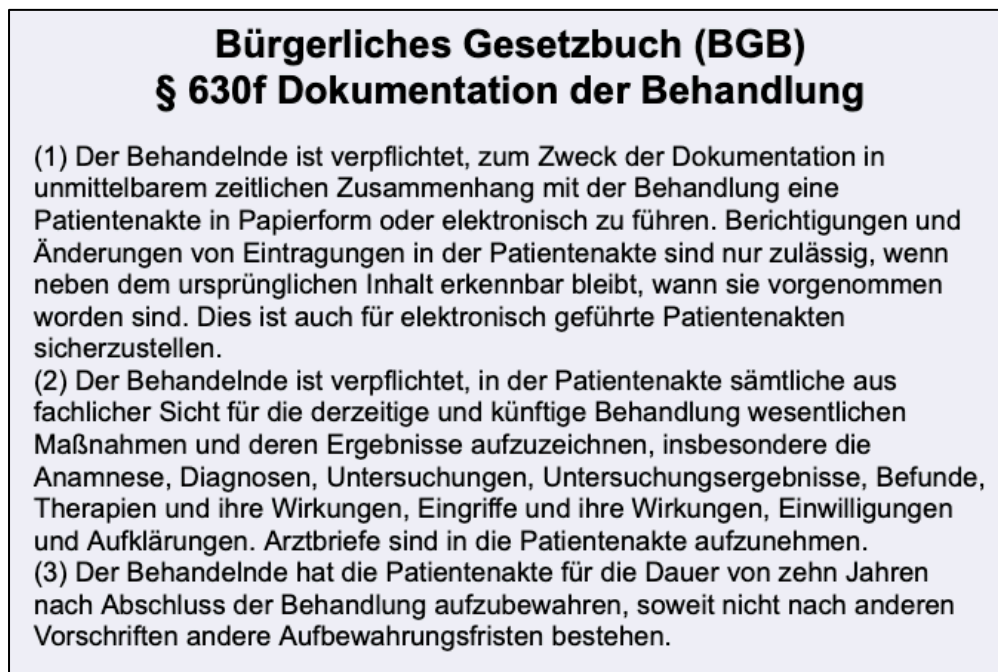 Bürgerliches Gesetzbuch (BGB)
§ 630f Dokumentation der Behandlung
(1) Der Behandelnde ist verpflichtet, zum Zweck der Dokumentation in
unmittelbarem zeitlichen Zusammenhang mit der Behandlung eine
Patientenakte in Papierform oder elektronisch zu führen. Berichtigungen und
Änderungen von Eintragungen in der Patientenakte sind nur zulässig, wenn
neben dem ursprünglichen Inhalt erkennbar bleibt, wann sie vorgenommen
worden sind. Dies ist auch für elektronisch geführte Patientenakten
sicherzustellen.
(2) Der Behandelnde ist verpflichtet, in der Patientenakte sämtliche aus
fachlicher Sicht für die derzeitige und künftige Behandlung wesentlichen
Maßnahmen und deren Ergebnisse aufzuzeichnen, insbesondere die
Anamnese, Diagnosen, Untersuchungen, Untersuchungsergebnisse, Befunde,
Therapien und ihre Wirkungen, Eingriffe und ihre Wirkungen, Einwilligungen
und Aufklärungen. Arztbriefe sind in die Patientenakte aufzunehmen.
(3) Der Behandelnde hat die Patientenakte für die Dauer von zehn Jahren
nach Abschluss der Behandlung aufzubewahren, soweit nicht nach anderen
Vorschriften andere Aufbewahrungsfristen bestehen.